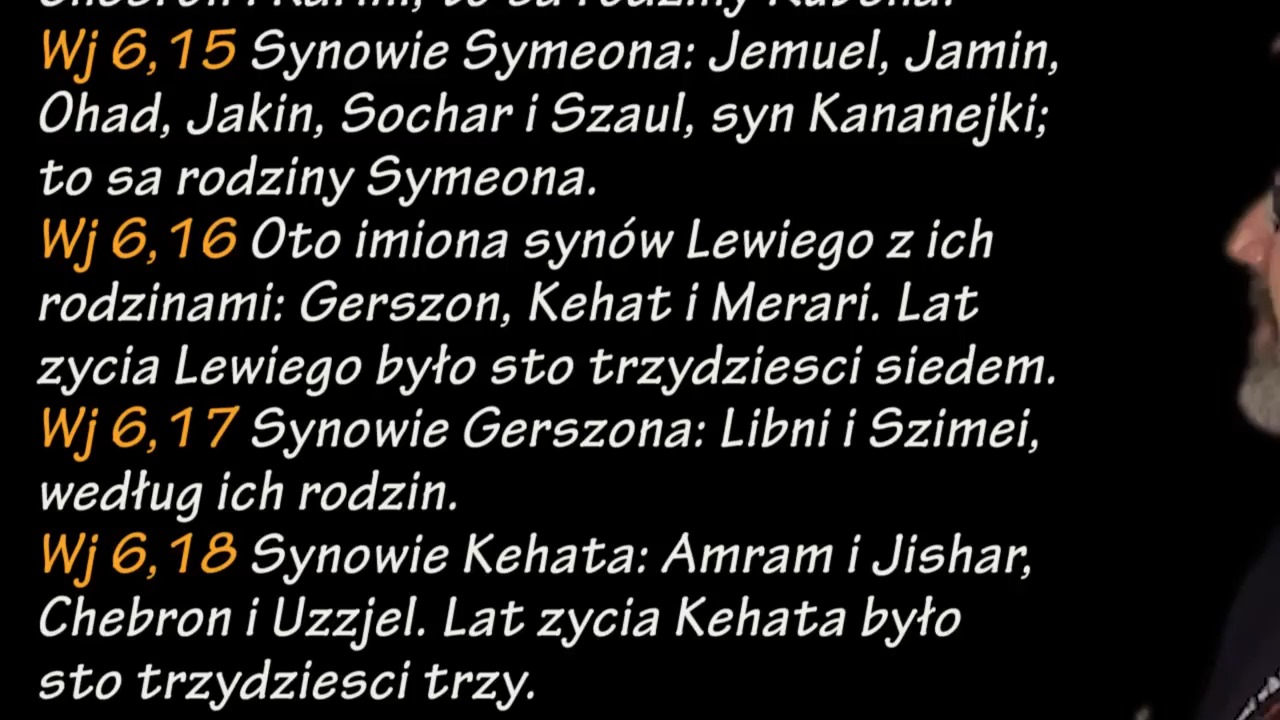 Wj 6,15 Synowie Symeona: Jemuel, Jamin,
Ohad, Jakin, Sochar i Szaul, syn Kananejki;
to sa rodziny Symeona.
Wj 6,16 Oto imiona synów Lewiego z ich
rodzinami: Gerszon, Kehat i Merari. Lat
zycia Lewiego było sto trzydziesci siedem.
Wj 6,17 Synowie Gerszona: Libni i Szimei,
według ich rodzin.
Wj 6,18 Synowie Kehata: Amram i Jishar,
Chebron i Uzzjel. Lat zycia Kehata było
sto trzydziesci trzy.